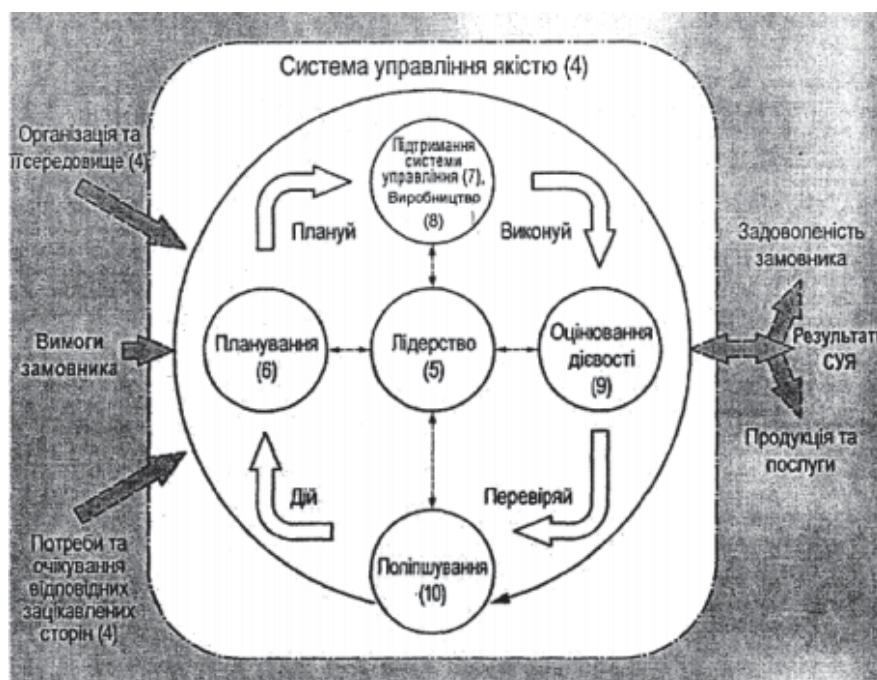 Система управління якістю (4)
Організація та
її середовище (4)
Підтримання
системи
управління (7),
Виробництво
(8)
Плануй
Виконуй
Задоволеність
замовника
Вимоги
замовника
Планування
(6)
Лідерство
(5)
Оцінювання
дієвості
(9)
Результат
СУЯ
Дій
Перевіряй
Продукція та
послуги
Потреби та
очікування
відповідних
зацікавлених
сторін (4)
Поліпшування
(10)